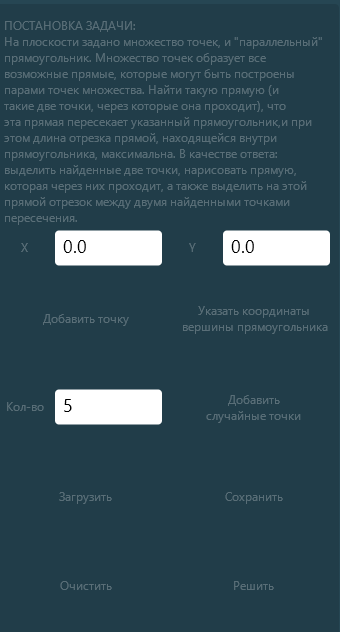 ПОСТАНОВКА ЗАДАЧИ:
На плоскости задано множество точек, и "параллельный"
прямоугольник. Множество точек образует все
возможные прямые, которые могут быть построены
парами точек множества. Найти такую прямую (и
такие две точки, через которые она проходит), что
эта прямая пересекает указанный прямоугольник,и при
этом длина отрезка прямой, находящейся внутри
прямоугольника, максимальна. В качестве ответа:
выделить найденные две точки, нарисовать прямую,
которая через них проходит, а также выделить на этой
прямой отрезок между двумя найденными точками
пересечения.
X 0.0 Y 0.0
Добавить точку
Указать координаты
вершины прямоугольника
Кол-во 5
Добавить
случайные точки
Загрузить Сохранить
Очистить Решить